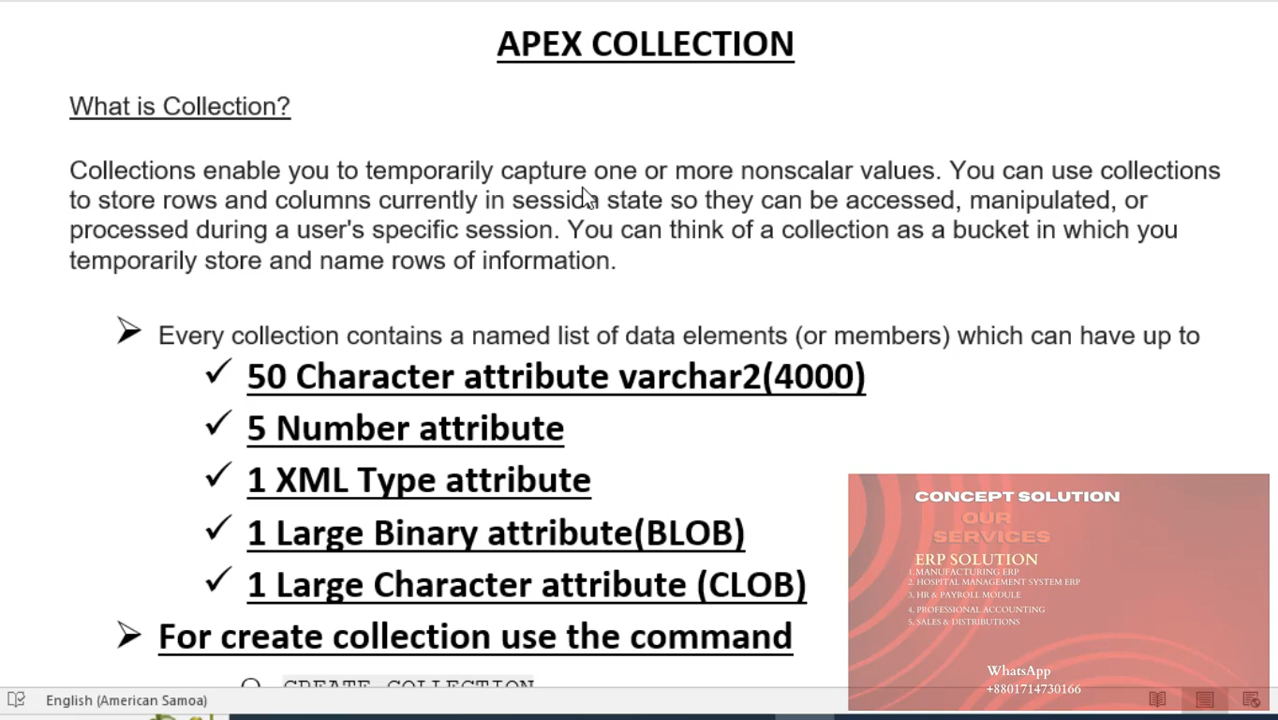 APEX COLLECTION
What is Collection?
Collections enable you to temporarily capture one or more nonscalar values. You can use collections
to store rows and columns currently in session state so they can be accessed, manipulated, or
processed during a user's specific session. You can think of a collection as a bucket in which you
temporarily store and name rows of information.
Every collection contains a named list of data elements (or members) which can have up to
50 Character attribute varchar2(4000)
5 Number attribute
1 XML Type attribute
1 Large Binary attribute(BLOB)
1 Large Character attribute (CLOB)
For create collection use the command
CREATE COLLECTION
CONCEPT SOLUTION
OUR
SERVICES
ERP SOLUTION
1. MANUFACTURING ERP
2. HOSPITAL MANAGEMENT SYSTEM ERP
3. HR & PAYROLL MODULE
4. PROFESSIONAL ACCOUNTING
5. SALES & DISTRIBUTIONS
WhatsApp
+8801714730166
English (American Samoa)